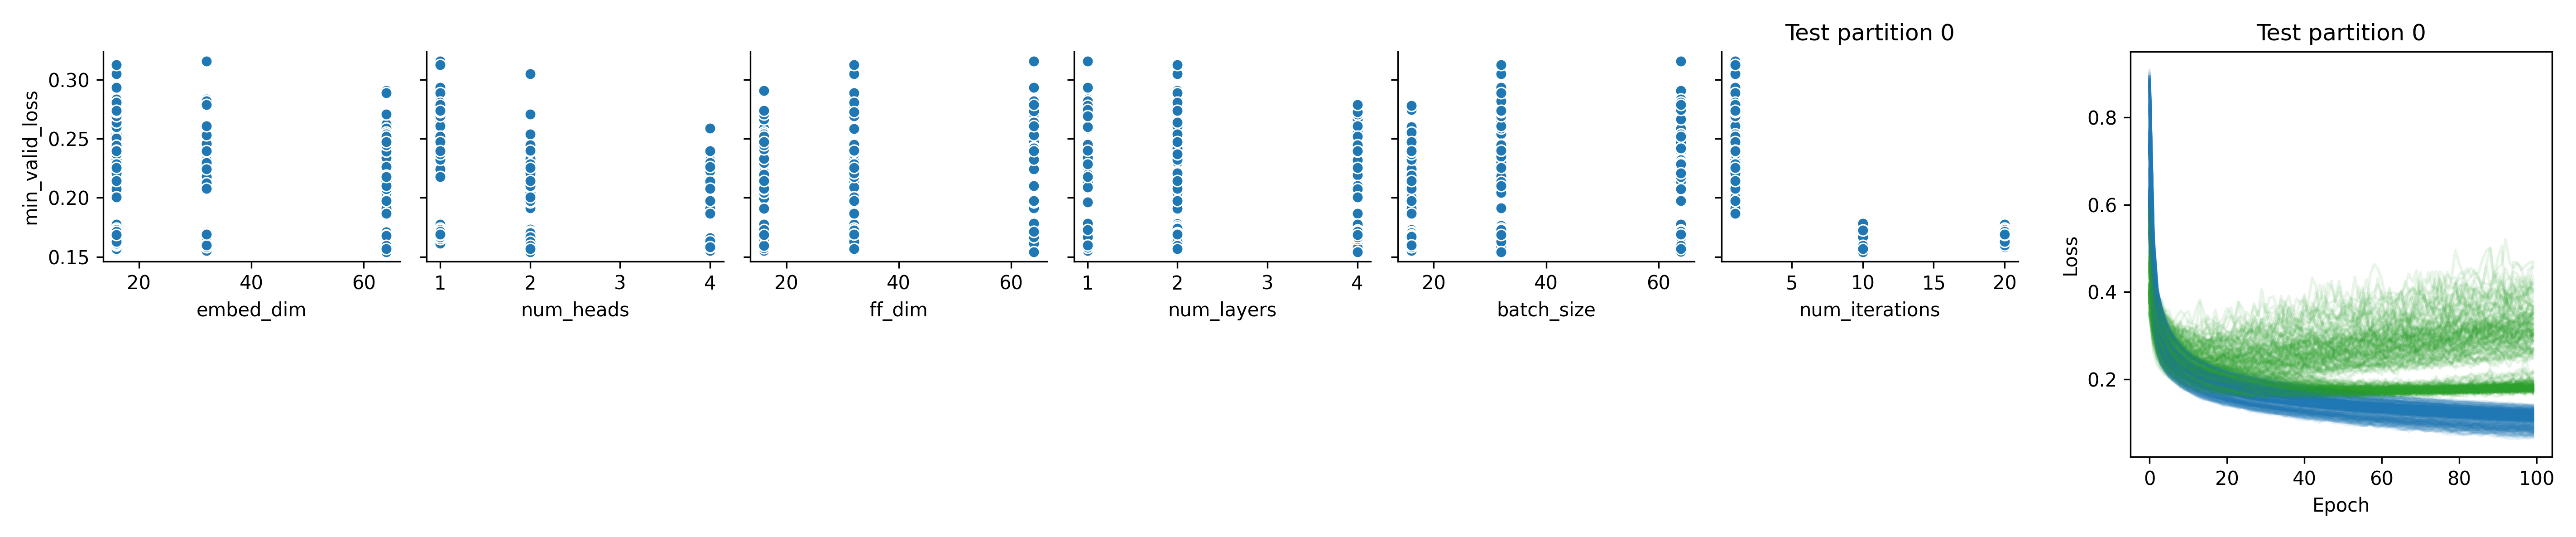 Test partition 0
Test partition 0
min_valid_loss
0.30
0.25
0.20
0.15
20 40 60
embed_dim
1 2 3 4
num_heads
20 40 60
ff_dim
1 2 3 4
num_layers
20 40 60
batch_size
5 10 15 20
num_iterations
Loss
0.8
0.6
0.4
0.2
0 20 40 60 80 100
Epoch